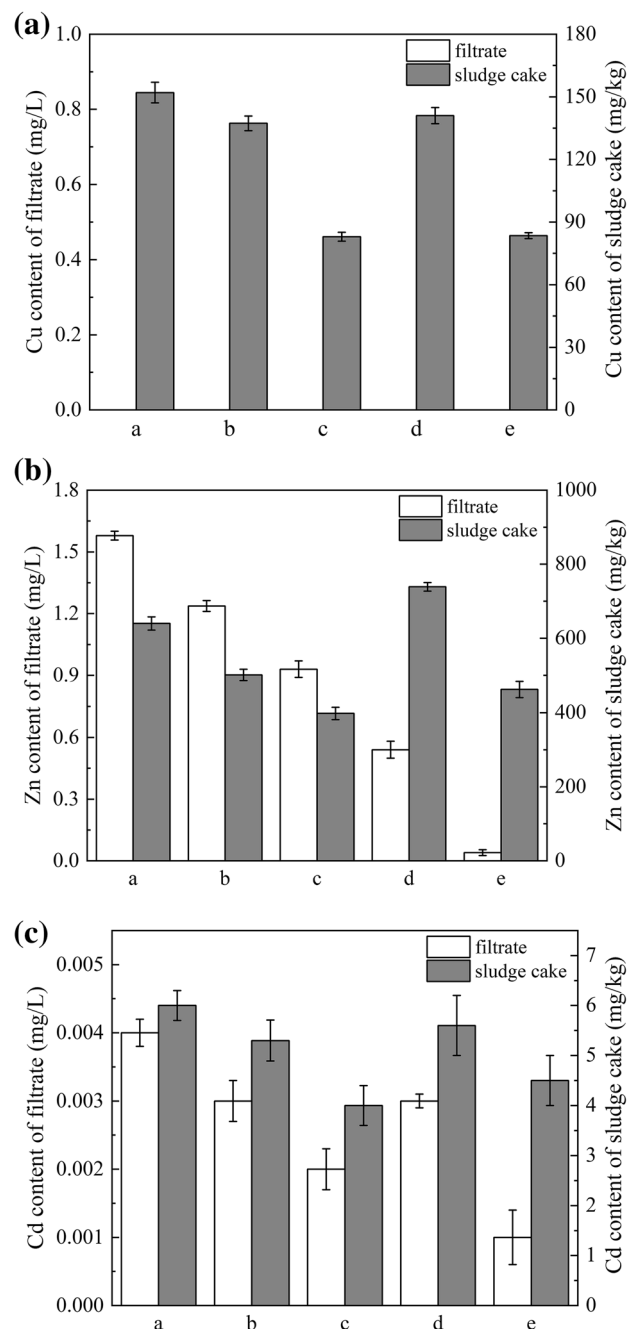 (a)
Cu content of filtrate (mg/L)
1.0
0.8
0.6
0.4
0.2
0.0
filtrate
sludge cake
180
150
120
90
60
30
0
Cu content of sludge cake (mg/kg)
a b c d e
(b)
Zn content of filtrate (mg/L)
1.8
1.5
1.2
0.9
0.6
0.3
0.0
filtrate
sludge cake
1000
800
600
400
200
0
Zn content of sludge cake (mg/kg)
a b c d e
(c)
Cd content of filtrate (mg/L)
0.005
0.004
0.003
0.002
0.001
0.000
filtrate
sludge cake
7
6
5
4
3
2
1
0
Cd content of sludge cake (mg/kg)
a b c d e